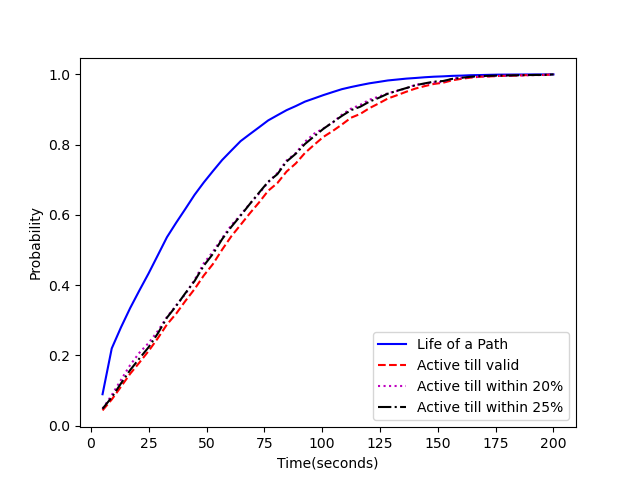 1.0
0.8
0.6
0.4
0.2
0.0
Probability
0 25 50 75 100 125 150 175 200
Time(seconds)
Life of a Path
Active till valid
Active till within 20%
Active till within 25%